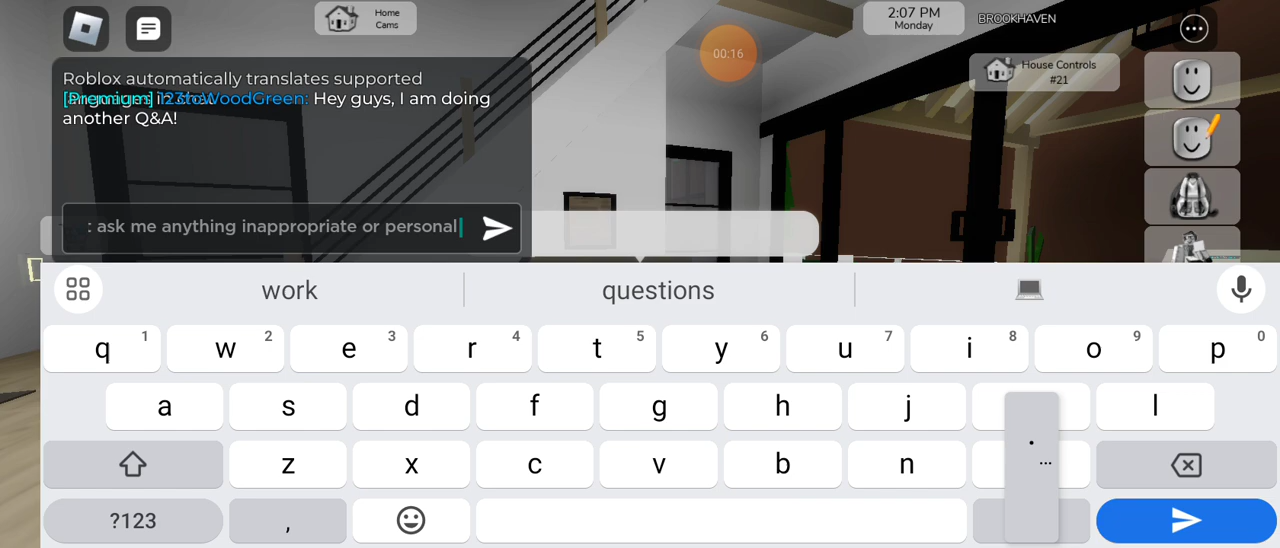 Home
Cams
2:07 PM
Monday
BROOKHAVEN
00:16
House Controls
#21
Roblox automatically translates supported
[Premium] 123toWoodGreen: Hey guys, I am doing
another Q&A!
: ask me anything inappropriate or personal
work questions
q 1 w 2 e 3 r 4 t 5 y 6 u 7 i 8 o 9 p 0
a s d f g h j l
z x c v b n
. …
?123 ,